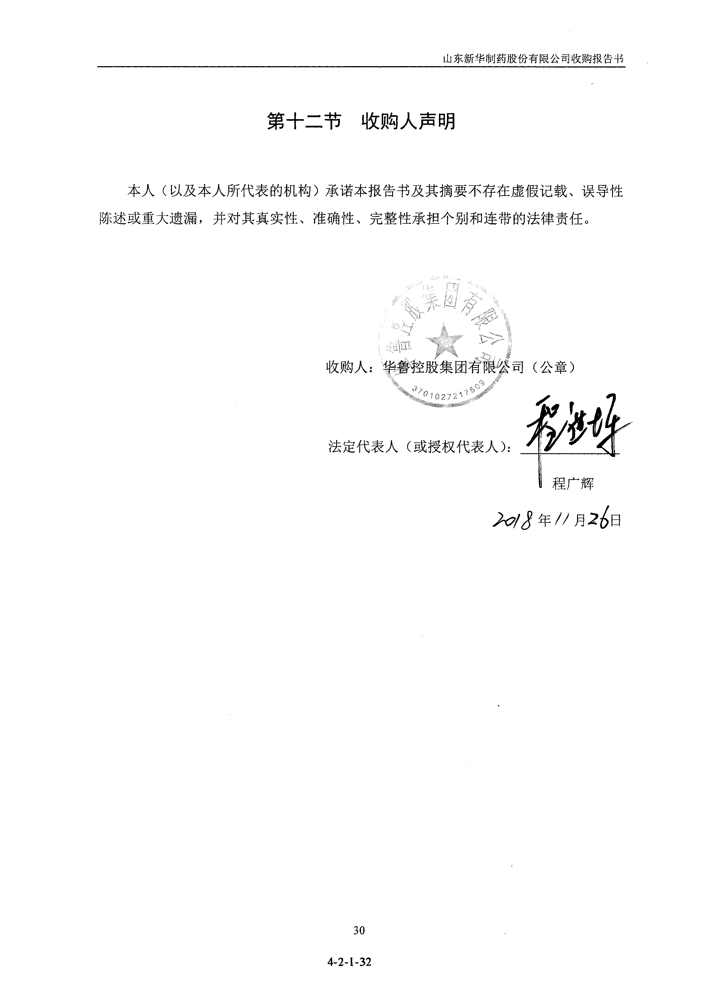 山东新华制药股份有限公司收购报告书
第十二节　收购人声明
本人（以及本人所代表的机构）承诺本报告书及其摘要不存在虚假记载、误导性
陈述或重大遗漏，并对其真实性、准确性、完整性承担个别和连带的法律责任。
华鲁控股集团有限公司
收购人：华鲁控股集团有限公司（公章）
3701027217509
法定代表人（或授权代表人）：
程广辉
2018年11月26日
30
4-2-1-32